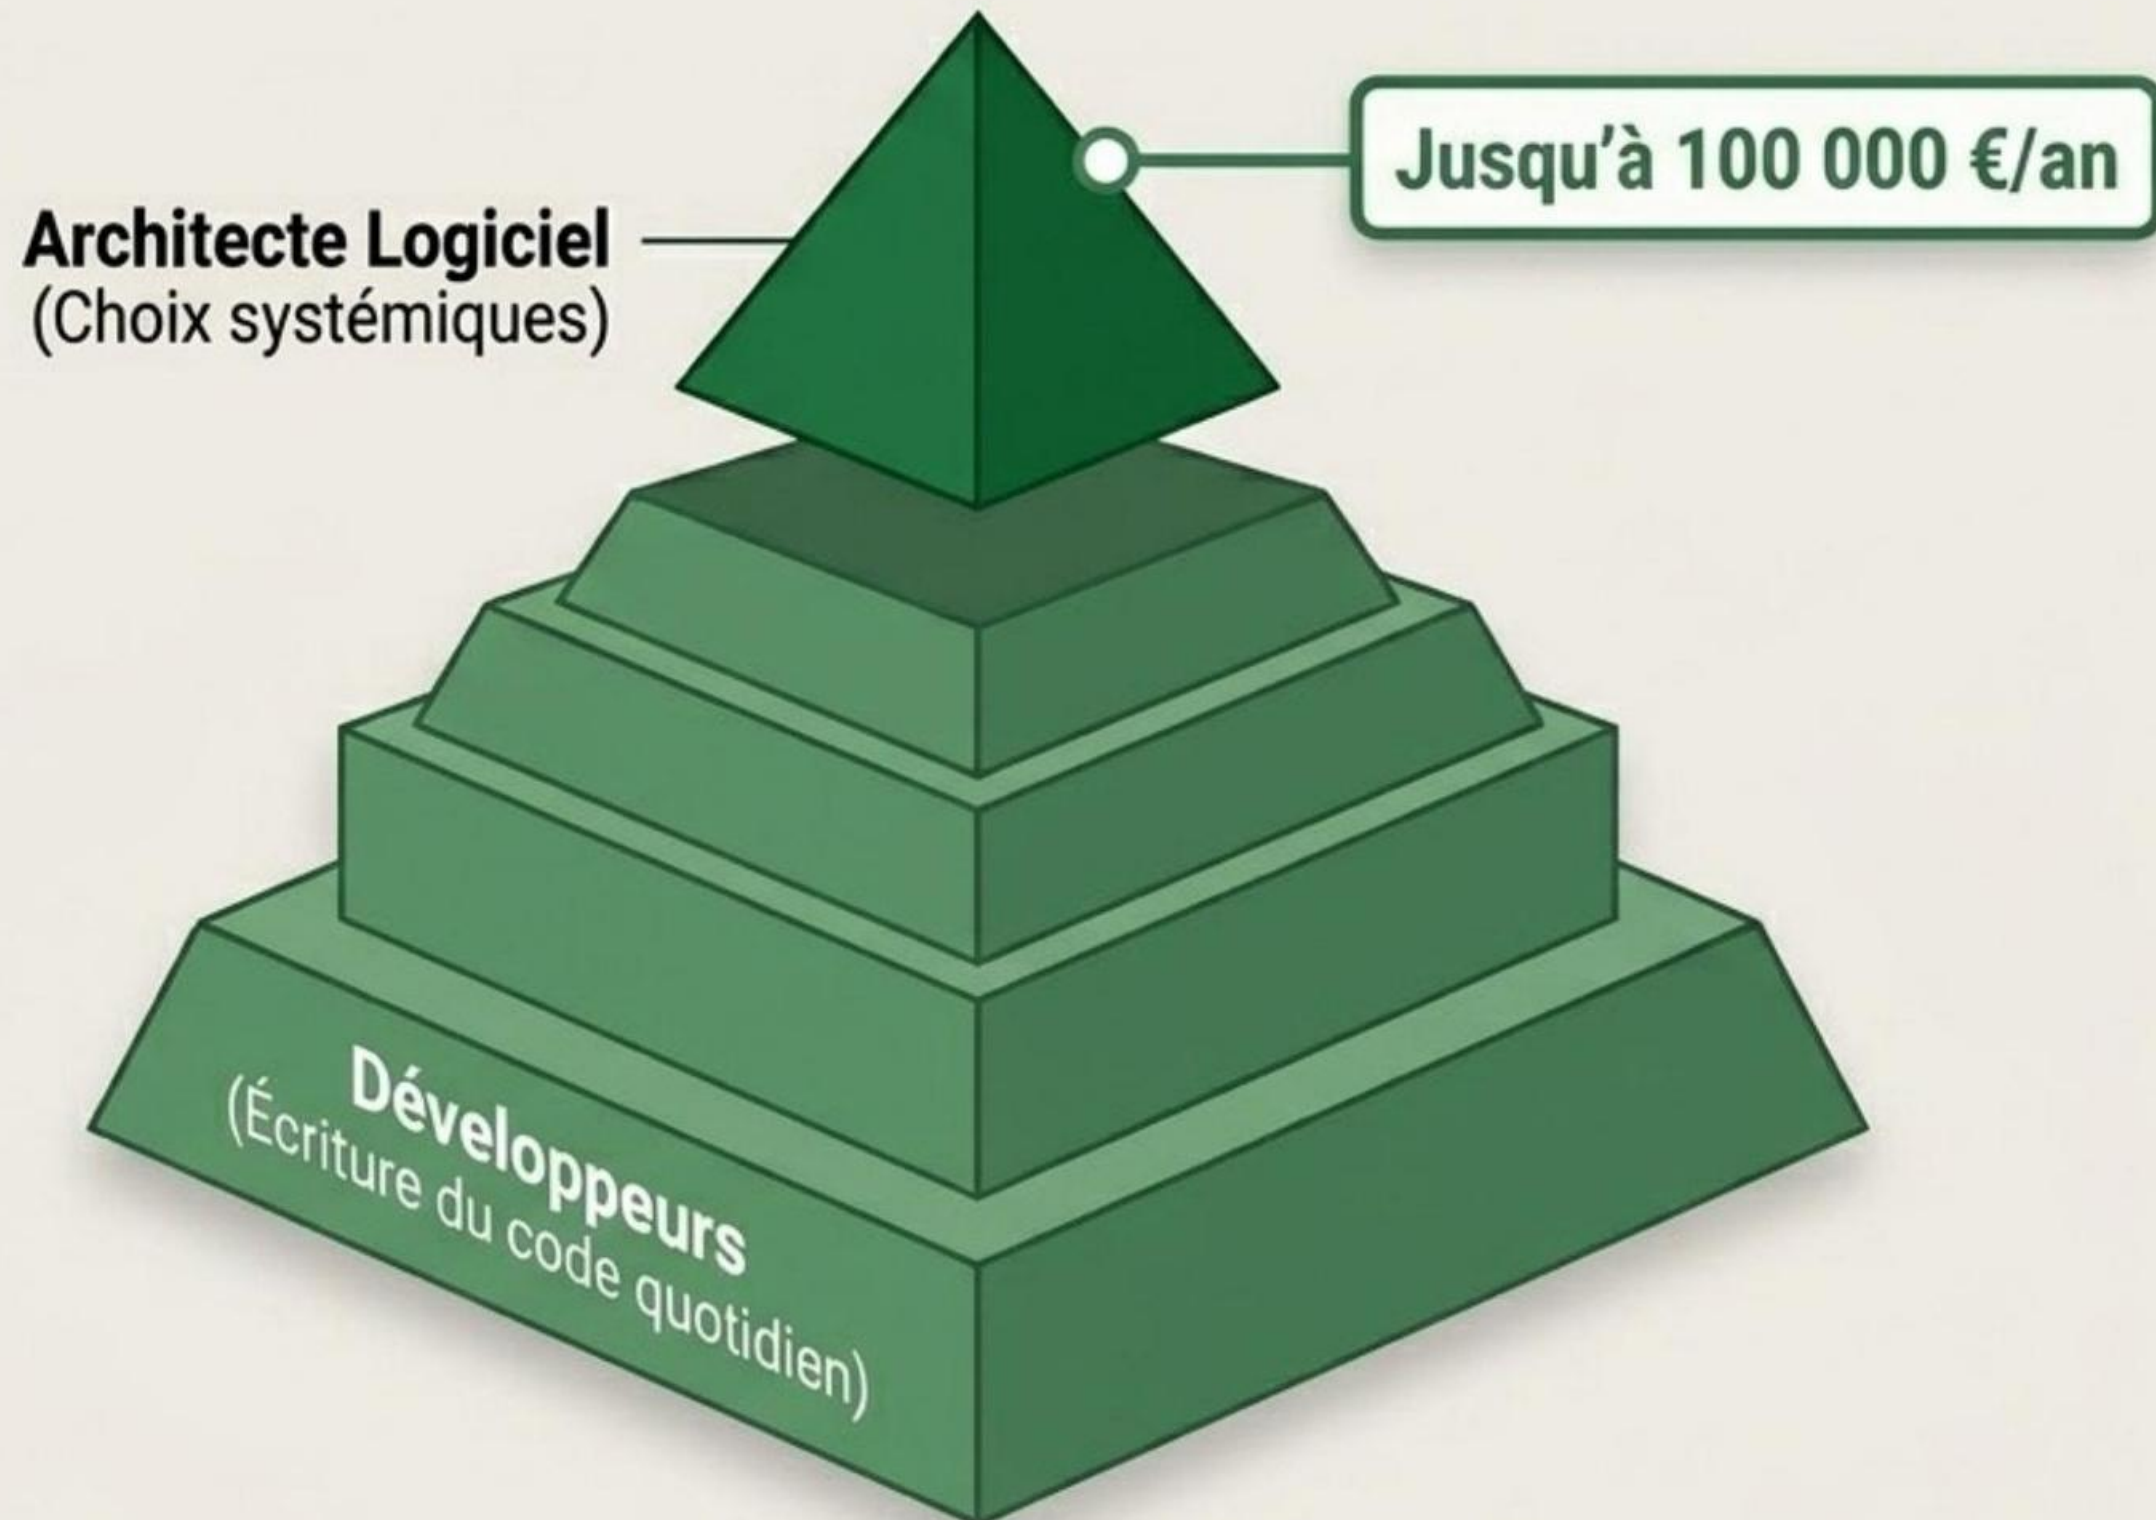 Jusqu’à 100 000 €/an
Architecte Logiciel
(Choix systémiques)
Développeurs
(Écriture du code quotidien)